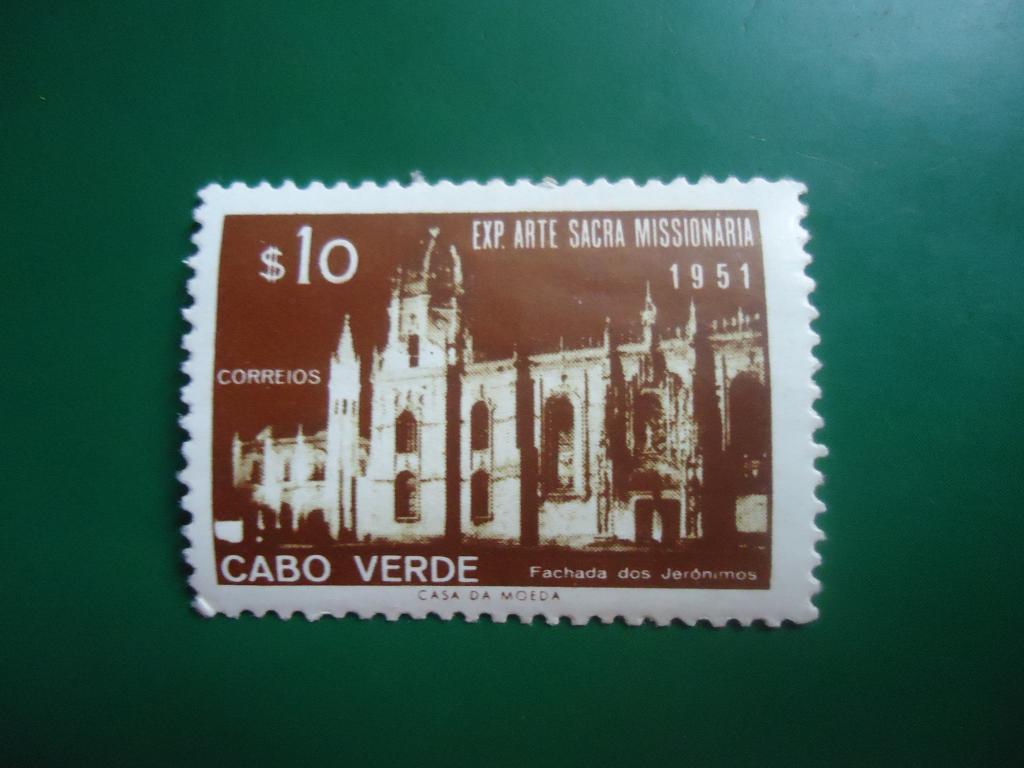 $10
EXP. ARTE SACRA MISSIONÁRIA
1951
CORREIOS
CABO VERDE
Fachada dos Jerónimos
CASA DA MOEDA